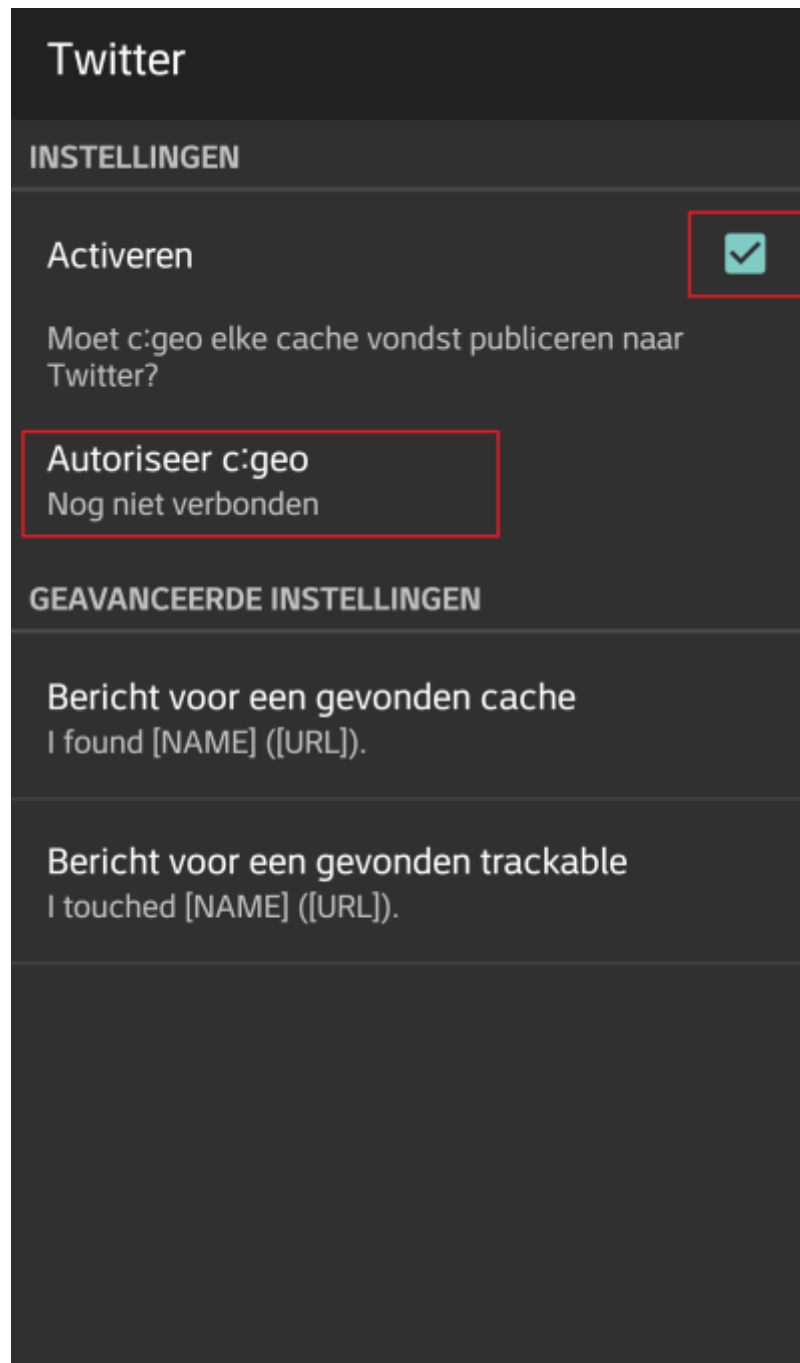 Twitter
INSTELLINGEN
Activeren
Moet c:geo elke cache vondst publiceren naar
Twitter?
Autoriseer c:geo
Nog niet verbonden
GEAVANCEERDE INSTELLINGEN
Bericht voor een gevonden cache
I found [NAME] ([URL]).
Bericht voor een gevonden trackable
I touched [NAME] ([URL]).